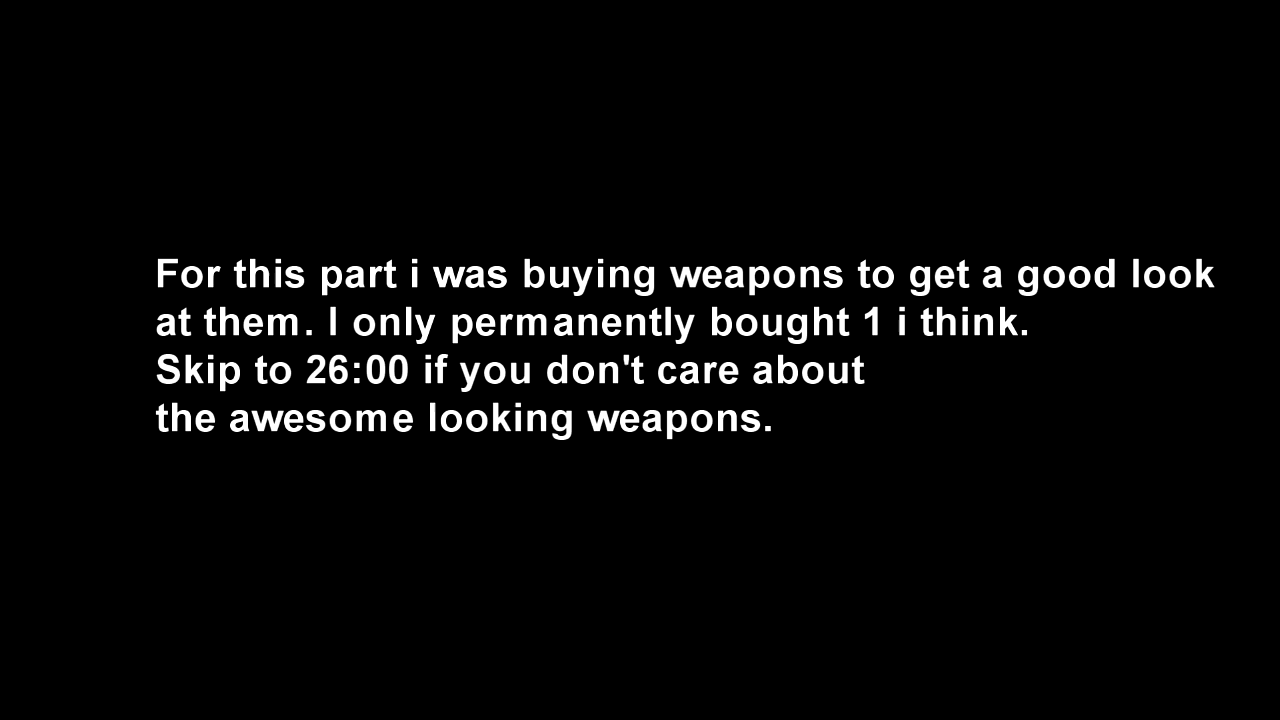 For this part i was buying weapons to get a good look
at them. I only permanently bought 1 i think.
Skip to 26:00 if you don't care about
the awesome looking weapons.